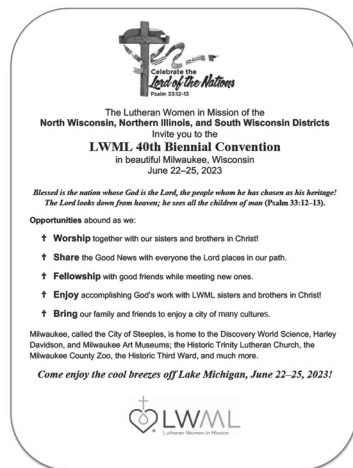 Celebrate the
Lord of the Nations
Psalm 33:12-13
The Lutheran Women in Mission of the
North Wisconsin, Northern Illinois, and South Wisconsin Districts
Invite you to the
LWML 40th Biennial Convention
in beautiful Milwaukee, Wisconsin
June 22–25, 2023
Blessed is the nation whose God is the Lord, the people whom he has chosen as his heritage!
The Lord looks down from heaven; he sees all the children of man (Psalm 33:12–13).
Opportunities abound as we:
✝ Worship together with our sisters and brothers in Christ!
✝ Share the Good News with everyone the Lord places in our path.
✝ Fellowship with good friends while meeting new ones.
✝ Enjoy accomplishing God's work with LWML sisters and brothers in Christ!
✝ Bring our family and friends to enjoy a city of many cultures.
Milwaukee, called the City of Steeples, is home to the Discovery World Science, Harley
Davidson, and Milwaukee Art Museums; the Historic Trinity Lutheran Church, the
Milwaukee County Zoo, the Historic Third Ward, and much more.
Come enjoy the cool breezes off Lake Michigan, June 22–25, 2023!
LWML
Lutheran Women in Mission